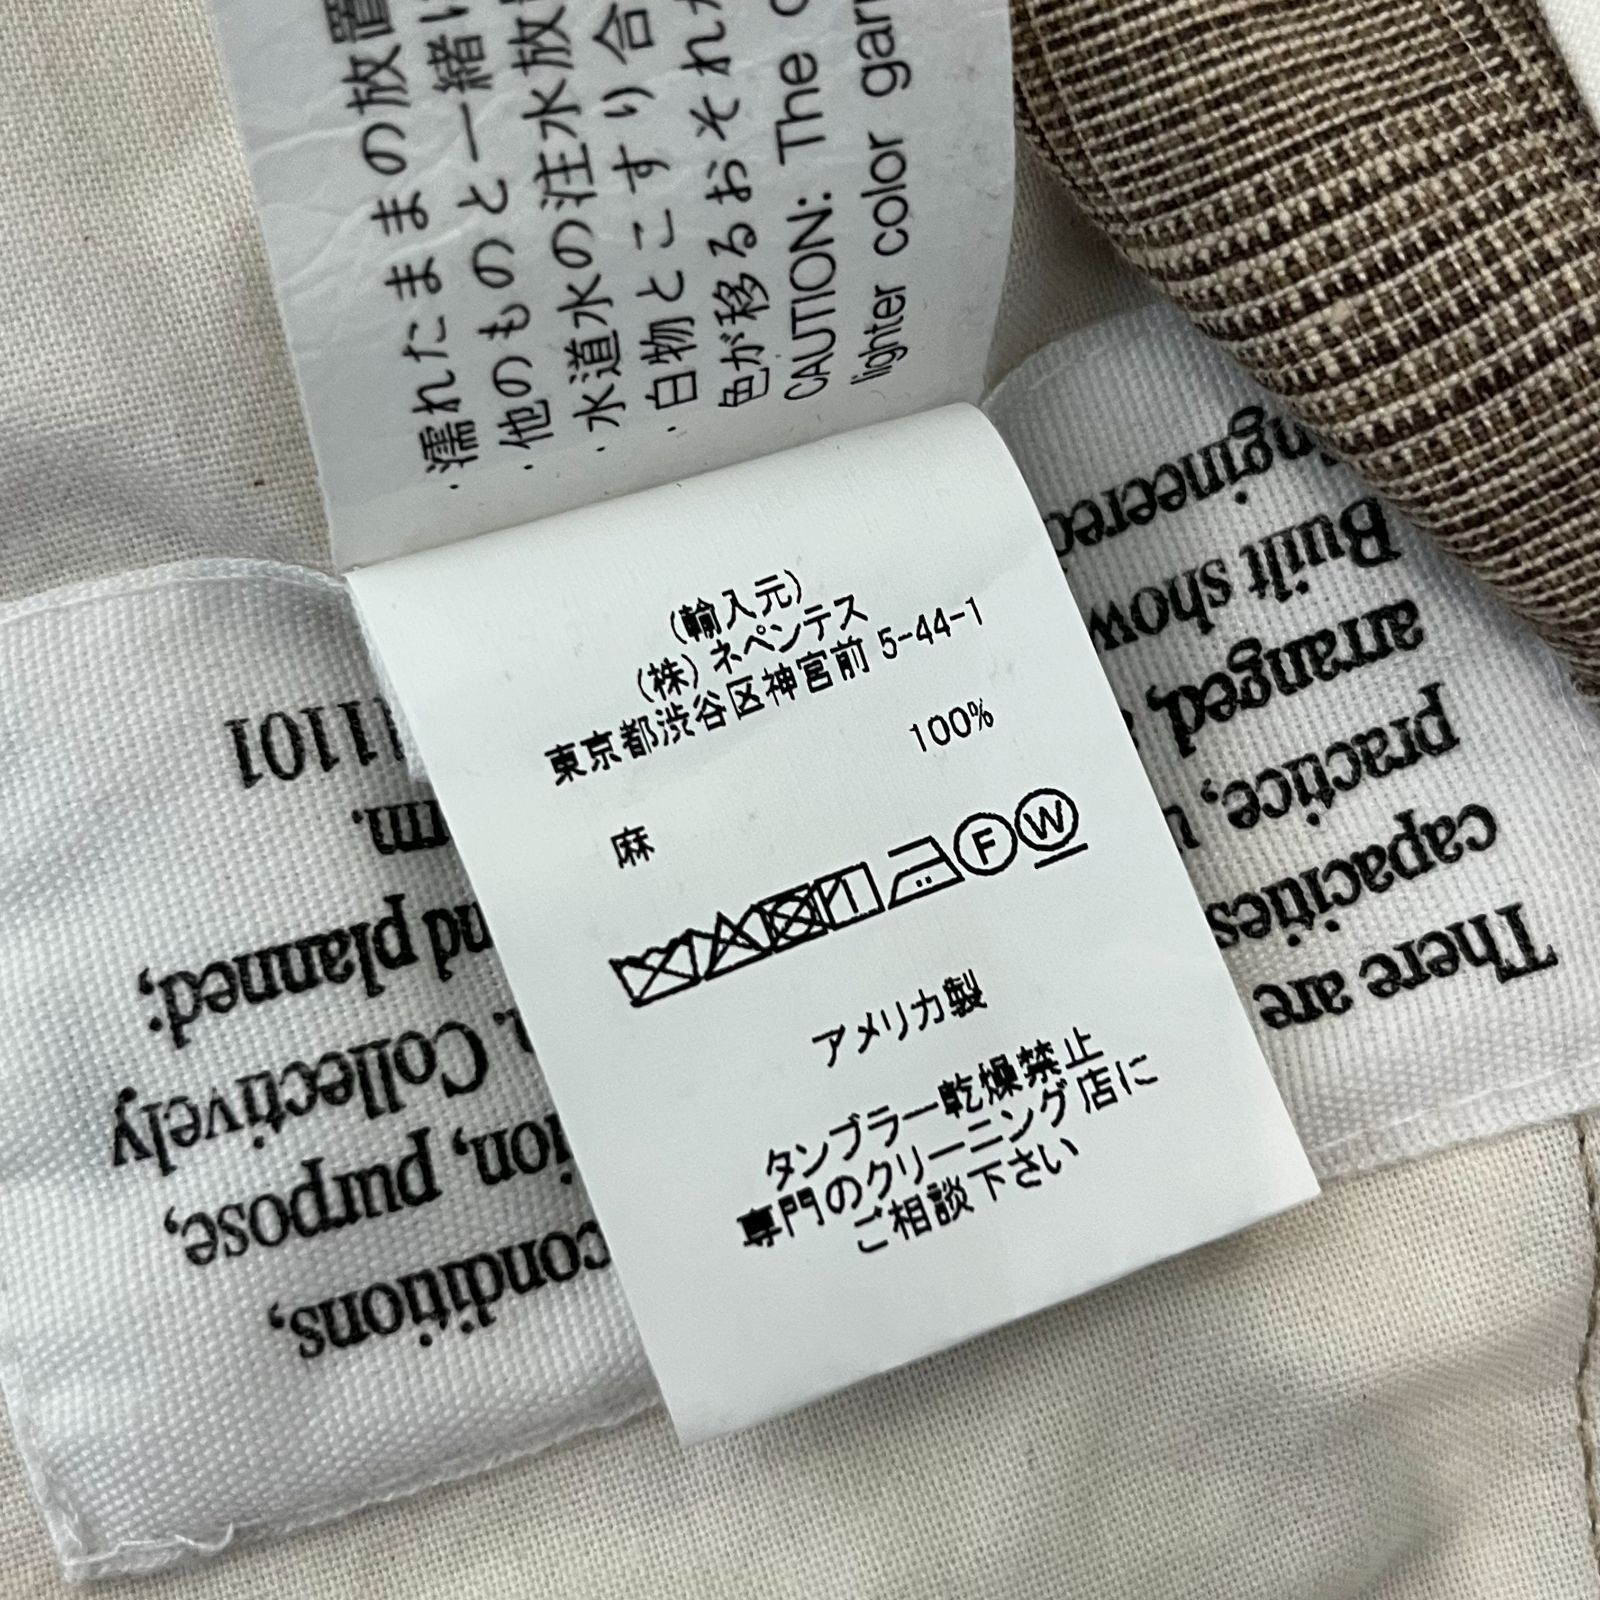 濡れたままの放置
・他のものと一緒に
・水道水の注水放
・白物とこすり合
色が移るおそれが
CAUTION: The
lighter color
(輸入元)
(株)ネペンテス
東京都渋谷区神宮前5-44-1
麻 100%
F W
アメリカ製
タンブラー乾燥禁止
専門のクリーニング店に
ご相談下さい
There are
capacities
practice,
arranged,
Built show
conditions,
purpose,
Collectively
planned;